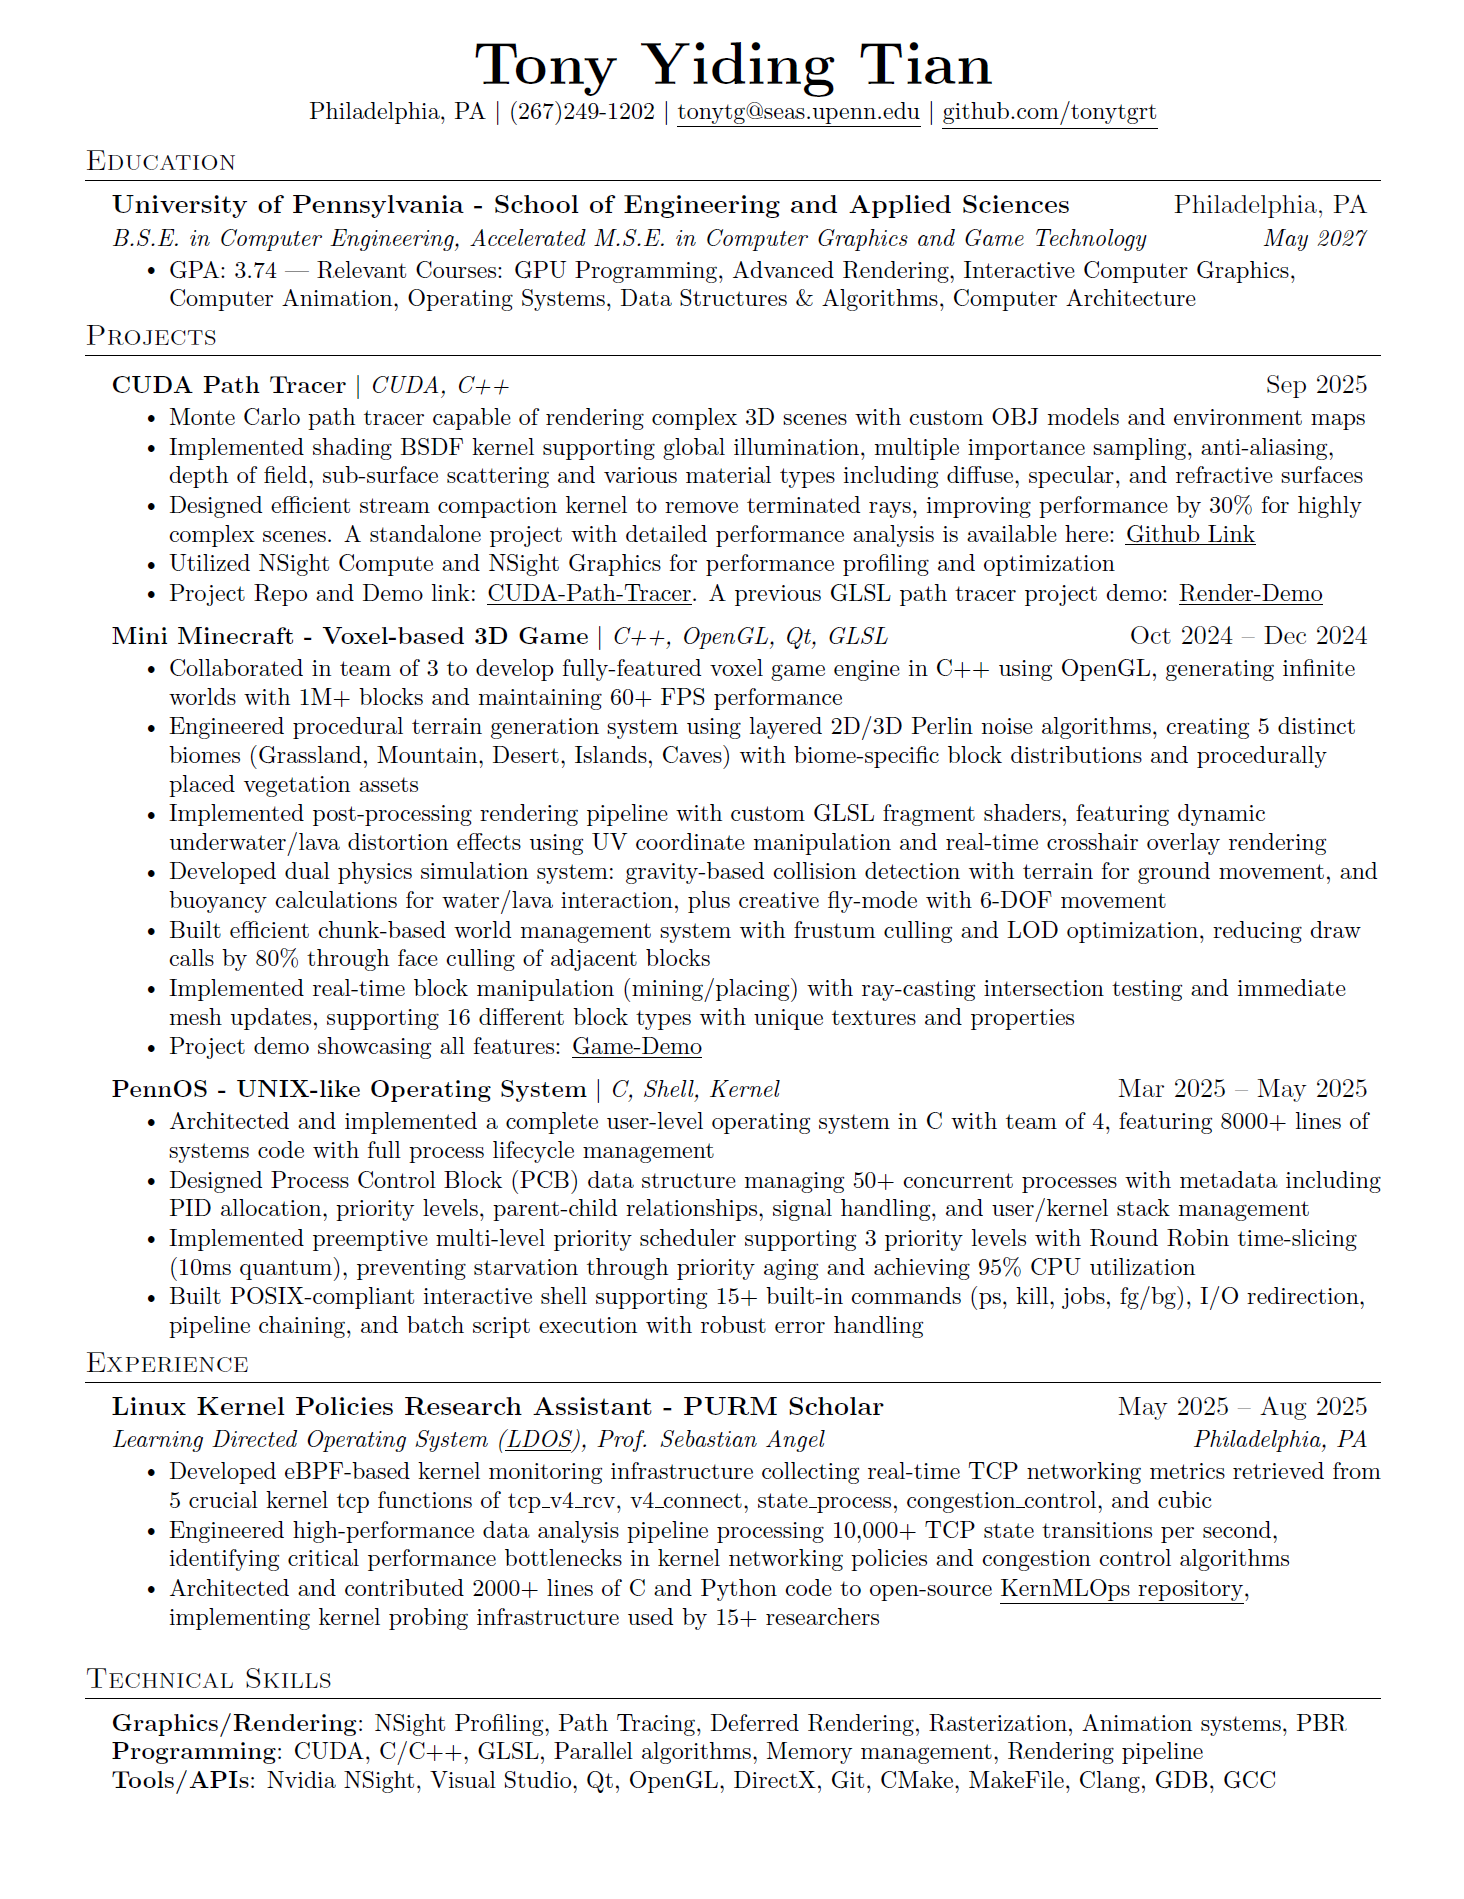 Tony Yiding Tian
Philadelphia, PA | (267)249-1202 | tonytg@seas.upenn.edu | github.com/tonytgrt
Education
University of Pennsylvania - School of Engineering and Applied Sciences Philadelphia, PA
B.S.E. in Computer Engineering, Accelerated M.S.E. in Computer Graphics and Game Technology May 2027
• GPA: 3.74 — Relevant Courses: GPU Programming, Advanced Rendering, Interactive Computer Graphics,
Computer Animation, Operating Systems, Data Structures & Algorithms, Computer Architecture
Projects
CUDA Path Tracer | CUDA, C++ Sep 2025
• Monte Carlo path tracer capable of rendering complex 3D scenes with custom OBJ models and environment maps
• Implemented shading BSDF kernel supporting global illumination, multiple importance sampling, anti-aliasing,
depth of field, sub-surface scattering and various material types including diffuse, specular, and refractive surfaces
• Designed efficient stream compaction kernel to remove terminated rays, improving performance by 30% for highly
complex scenes. A standalone project with detailed performance analysis is available here: Github Link
• Utilized NSight Compute and NSight Graphics for performance profiling and optimization
• Project Repo and Demo link: CUDA-Path-Tracer. A previous GLSL path tracer project demo: Render-Demo
Mini Minecraft - Voxel-based 3D Game | C++, OpenGL, Qt, GLSL Oct 2024 – Dec 2024
• Collaborated in team of 3 to develop fully-featured voxel game engine in C++ using OpenGL, generating infinite
worlds with 1M+ blocks and maintaining 60+ FPS performance
• Engineered procedural terrain generation system using layered 2D/3D Perlin noise algorithms, creating 5 distinct
biomes (Grassland, Mountain, Desert, Islands, Caves) with biome-specific block distributions and procedurally
placed vegetation assets
• Implemented post-processing rendering pipeline with custom GLSL fragment shaders, featuring dynamic
underwater/lava distortion effects using UV coordinate manipulation and real-time crosshair overlay rendering
• Developed dual physics simulation system: gravity-based collision detection with terrain for ground movement, and
buoyancy calculations for water/lava interaction, plus creative fly-mode with 6-DOF movement
• Built efficient chunk-based world management system with frustum culling and LOD optimization, reducing draw
calls by 80% through face culling of adjacent blocks
• Implemented real-time block manipulation (mining/placing) with ray-casting intersection testing and immediate
mesh updates, supporting 16 different block types with unique textures and properties
• Project demo showcasing all features: Game-Demo
PennOS - UNIX-like Operating System | C, Shell, Kernel Mar 2025 – May 2025
• Architected and implemented a complete user-level operating system in C with team of 4, featuring 8000+ lines of
systems code with full process lifecycle management
• Designed Process Control Block (PCB) data structure managing 50+ concurrent processes with metadata including
PID allocation, priority levels, parent-child relationships, signal handling, and user/kernel stack management
• Implemented preemptive multi-level priority scheduler supporting 3 priority levels with Round Robin time-slicing
(10ms quantum), preventing starvation through priority aging and achieving 95% CPU utilization
• Built POSIX-compliant interactive shell supporting 15+ built-in commands (ps, kill, jobs, fg/bg), I/O redirection,
pipeline chaining, and batch script execution with robust error handling
Experience
Linux Kernel Policies Research Assistant - PURM Scholar May 2025 – Aug 2025
Learning Directed Operating System (LDOS), Prof. Sebastian Angel Philadelphia, PA
• Developed eBPF-based kernel monitoring infrastructure collecting real-time TCP networking metrics retrieved from
5 crucial kernel tcp functions of tcp_v4_rcv, v4_connect, state_process, congestion_control, and cubic
• Engineered high-performance data analysis pipeline processing 10,000+ TCP state transitions per second,
identifying critical performance bottlenecks in kernel networking policies and congestion control algorithms
• Architected and contributed 2000+ lines of C and Python code to open-source KernMLOps repository,
implementing kernel probing infrastructure used by 15+ researchers
Technical Skills
Graphics/Rendering: NSight Profiling, Path Tracing, Deferred Rendering, Rasterization, Animation systems, PBR
Programming: CUDA, C/C++, GLSL, Parallel algorithms, Memory management, Rendering pipeline
Tools/APIs: Nvidia NSight, Visual Studio, Qt, OpenGL, DirectX, Git, CMake, MakeFile, Clang, GDB, GCC